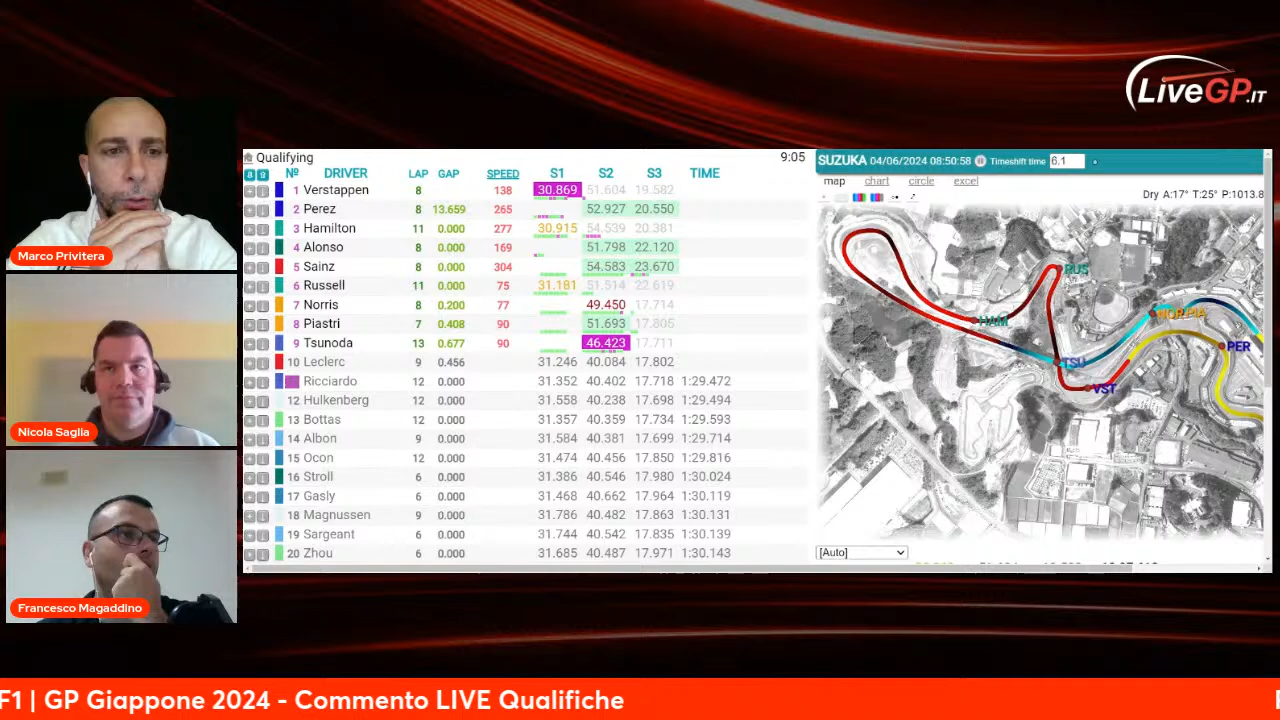 LiveGP.IT
Marco Privitera
Nicola Saglia
Francesco Magaddino
Qualifying 9:05
Nº DRIVER LAP GAP SPEED S1 S2 S3 TIME
1 Verstappen 8 138 30.869 51.604 19.582
2 Perez 8 13.659 265 52.927 20.550
3 Hamilton 11 0.000 277 30.915 54.539 20.381
4 Alonso 8 0.000 169 51.798 22.120
5 Sainz 8 0.000 304 54.583 23.670
6 Russell 11 0.000 75 31.181 51.514 22.619
7 Norris 8 0.200 77 49.450 17.714
8 Piastri 7 0.408 90 51.693 17.805
9 Tsunoda 13 0.677 90 46.423 17.711
10 Leclerc 9 0.456 31.246 40.084 17.802
Ricciardo 12 0.000 31.352 40.402 17.718 1:29.472
12 Hulkenberg 12 0.000 31.558 40.238 17.698 1:29.494
13 Bottas 12 0.000 31.357 40.359 17.734 1:29.593
14 Albon 9 0.000 31.584 40.381 17.699 1:29.714
15 Ocon 12 0.000 31.474 40.456 17.850 1:29.816
16 Stroll 6 0.000 31.386 40.546 17.980 1:30.024
17 Gasly 6 0.000 31.468 40.662 17.964 1:30.119
18 Magnussen 9 0.000 31.786 40.482 17.863 1:30.131
19 Sargeant 6 0.000 31.744 40.542 17.835 1:30.139
20 Zhou 6 0.000 31.685 40.487 17.971 1:30.143
SUZUKA 04/06/2024 08:50:58 Timeshift time 6.1
map chart circle excel
Dry A:17° T:25° P:1013.8
RUS
HAM
NOR PIA
TSU
PER
VST
[Auto]
F1 | GP Giappone 2024 - Commento LIVE Qualifiche